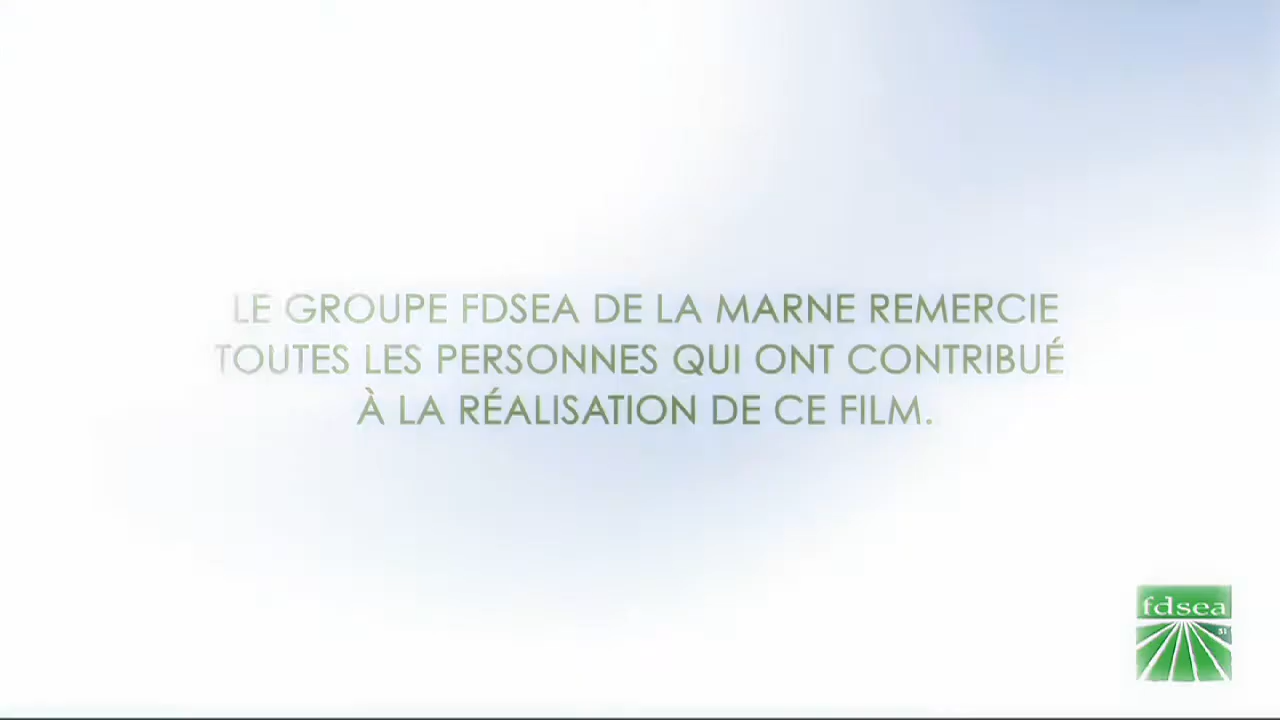 LE GROUPE FDSEA DE LA MARNE REMERCIE
TOUTES LES PERSONNES QUI ONT CONTRIBUÉ
À LA RÉALISATION DE CE FILM.
fdsea
51